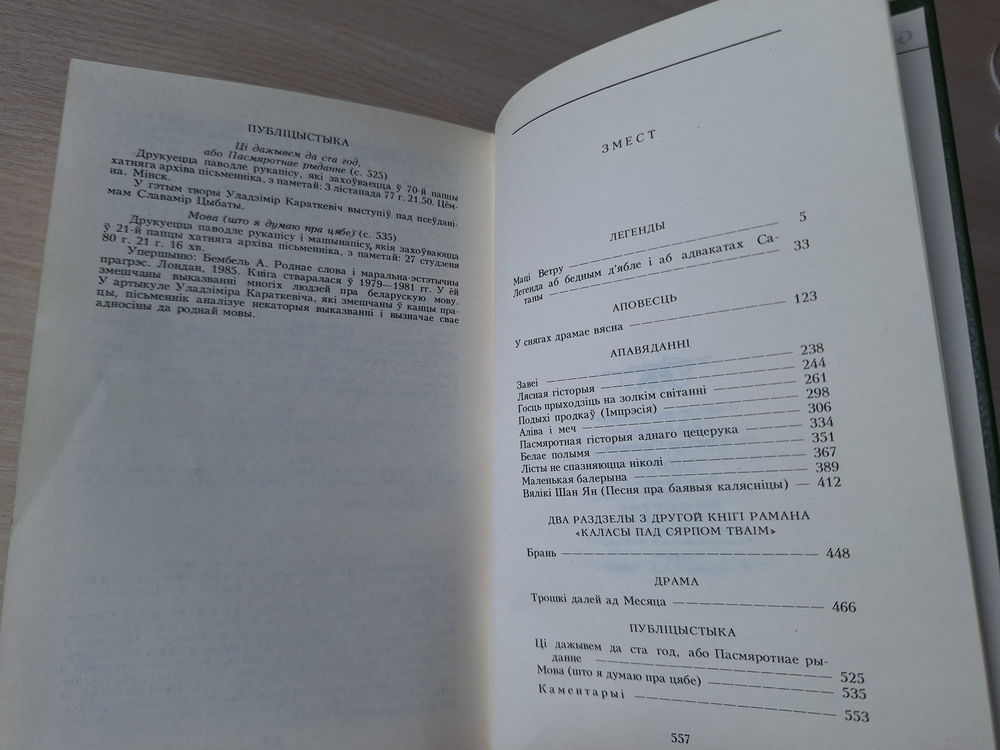 ПУБЛІЦЫСТЫКА
Ці дажывем да ста год,
або Пасмяротнае рыданне (с. 525)
Друкуецца паводле рукапісу, які захоўваецца ў 70-й папцы
хатняга архіва пісьменніка, з паметай: 3 лістапада 77 г. 21.50. Цём-
на. Мінск.
У гэтым творы Уладзімір Караткевіч выступіў пад псеўдані-
мам Славамір Цыбаты.
Мова (што я думаю пра цябе) (с. 535)
Друкуецца паводле рукапісу і машынапісу, якія захоўваюцца
ў 21-й папцы хатняга архіва пісьменніка, з паметай: 27 студзеня
80 г. 21 г. 16 хв.
Упершыню: Бембель А. Роднае слова і маральна-эстэтычны
прагрэс. Лондан, 1985. Кніга стваралася ў 1979—1981 гг. У ёй
змешчаны выказванні многіх людзей пра беларускую мову.
У артыкуле Уладзіміра Караткевіча, які змешчаны ў канцы пра-
цы, пісьменнік аналізуе некаторыя выказванні і вызначае свае
адносіны да роднай мовы.
ЗМЕСТ
ЛЕГЕНДЫ
Маці Ветру 5
Легенда аб бедным д'ябле і аб адвакатах Са-
таны 33
АПОВЕСЦЬ
У снягах драмае вясна 123
АПАВЯДАННІ
Завеі 238
Лясная гісторыя 244
Госць прыходзіць на золкім світанні 261
Подыхі продкаў (Імпрэсія) 298
Аліва і меч 306
Пасмяротная гісторыя аднаго цецерука 334
Белае полымя 351
Лісты не спазняюцца ніколі 367
Маленькая балерына 389
Вялікі Шан Ян (Песня пра баявыя калясніцы) — 412
ДВА РАЗДЗЕЛЫ З ДРУГОЙ КНІГІ РАМАНА
«КАЛАСЫ ПАД СЯРПОМ ТВАІМ»
Брань 448
ДРАМА
Трошкі далей ад Месяца 466
ПУБЛІЦЫСТЫКА
Ці дажывем да ста год, або Пасмяротнае ры-
данне 525
Мова (што я думаю пра цябе) 535
Каментарыі 553
557